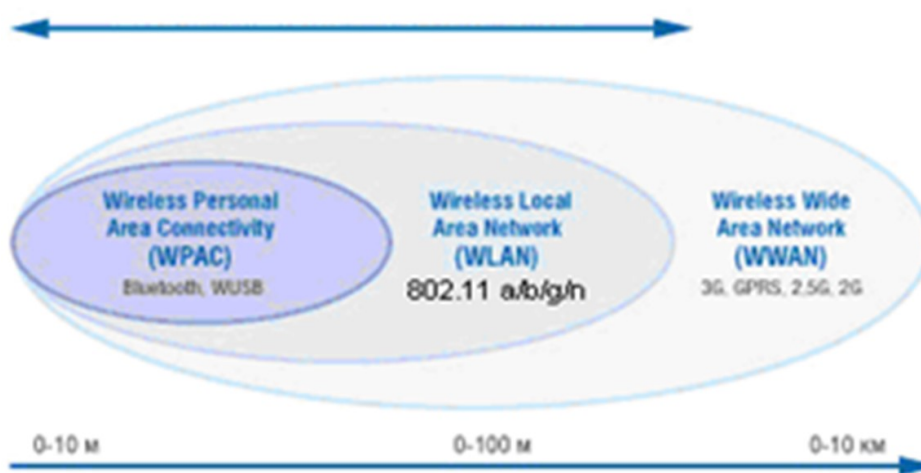 Wireless Personal
Area Connectivity
(WPAC)
Bluetooth, WUSB
Wireless Local
Area Network
(WLAN)
802.11 a/b/g/n
Wireless Wide
Area Network
(WWAN)
3G, GPRS, 2,5G, 2G
0-10 м
0-100 м
0-10 км